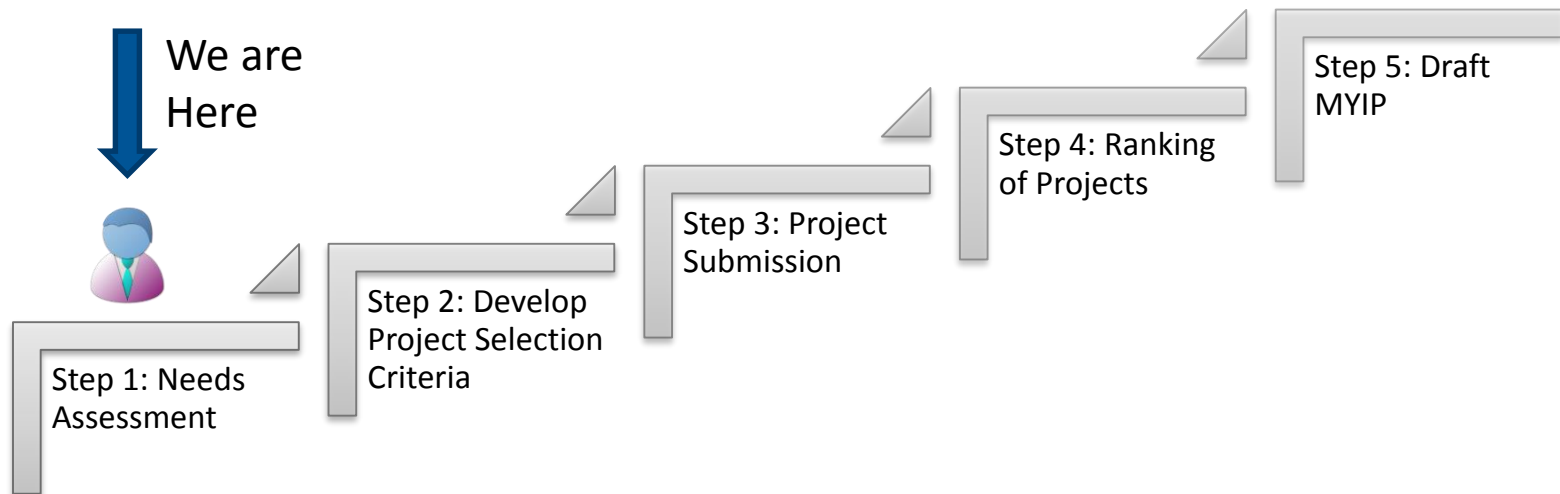 We are
Here
Step 1: Needs
Assessment
Step 2: Develop
Project Selection
Criteria
Step 3: Project
Submission
Step 4: Ranking
of Projects
Step 5: Draft
MYIP